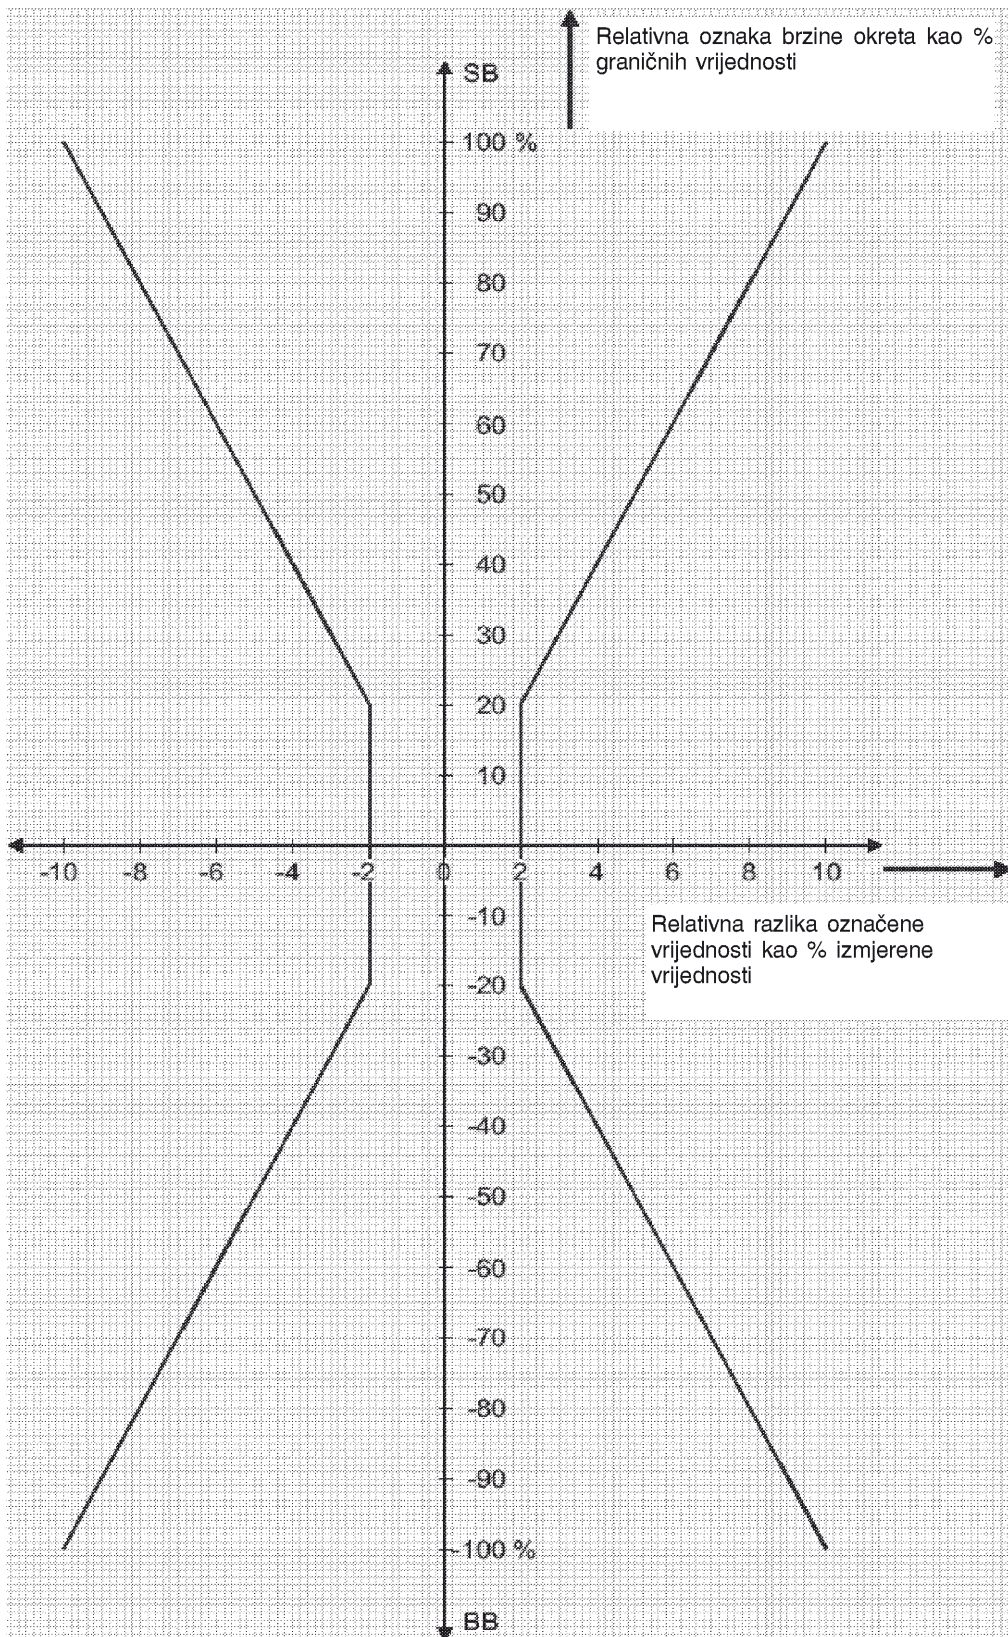 Relativna oznaka brzine okreta kao %
graničnih vrijednosti
SB
100 %
90
80
70
60
50
40
30
20
10
-10 -8 -6 -4 -2 0 2 4 6 8 10
-10
Relativna razlika označene
vrijednosti kao % izmjerene
vrijednosti
-20
-30
-40
-50
-60
-70
-80
-90
-100 %
BB